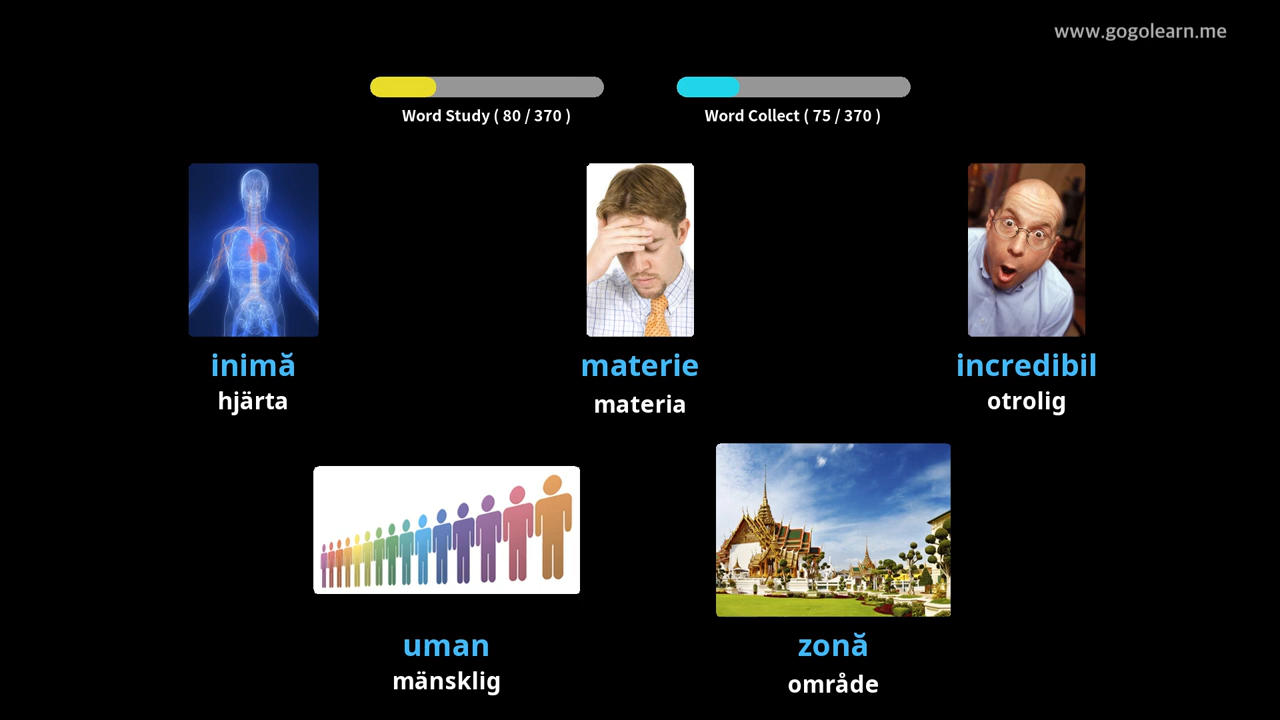 www.gogolearn.me
Word Study ( 80 / 370 )
Word Collect ( 75 / 370 )
inimă
hjärta
materie
materia
incredibil
otrolig
uman
mänsklig
zonă
område